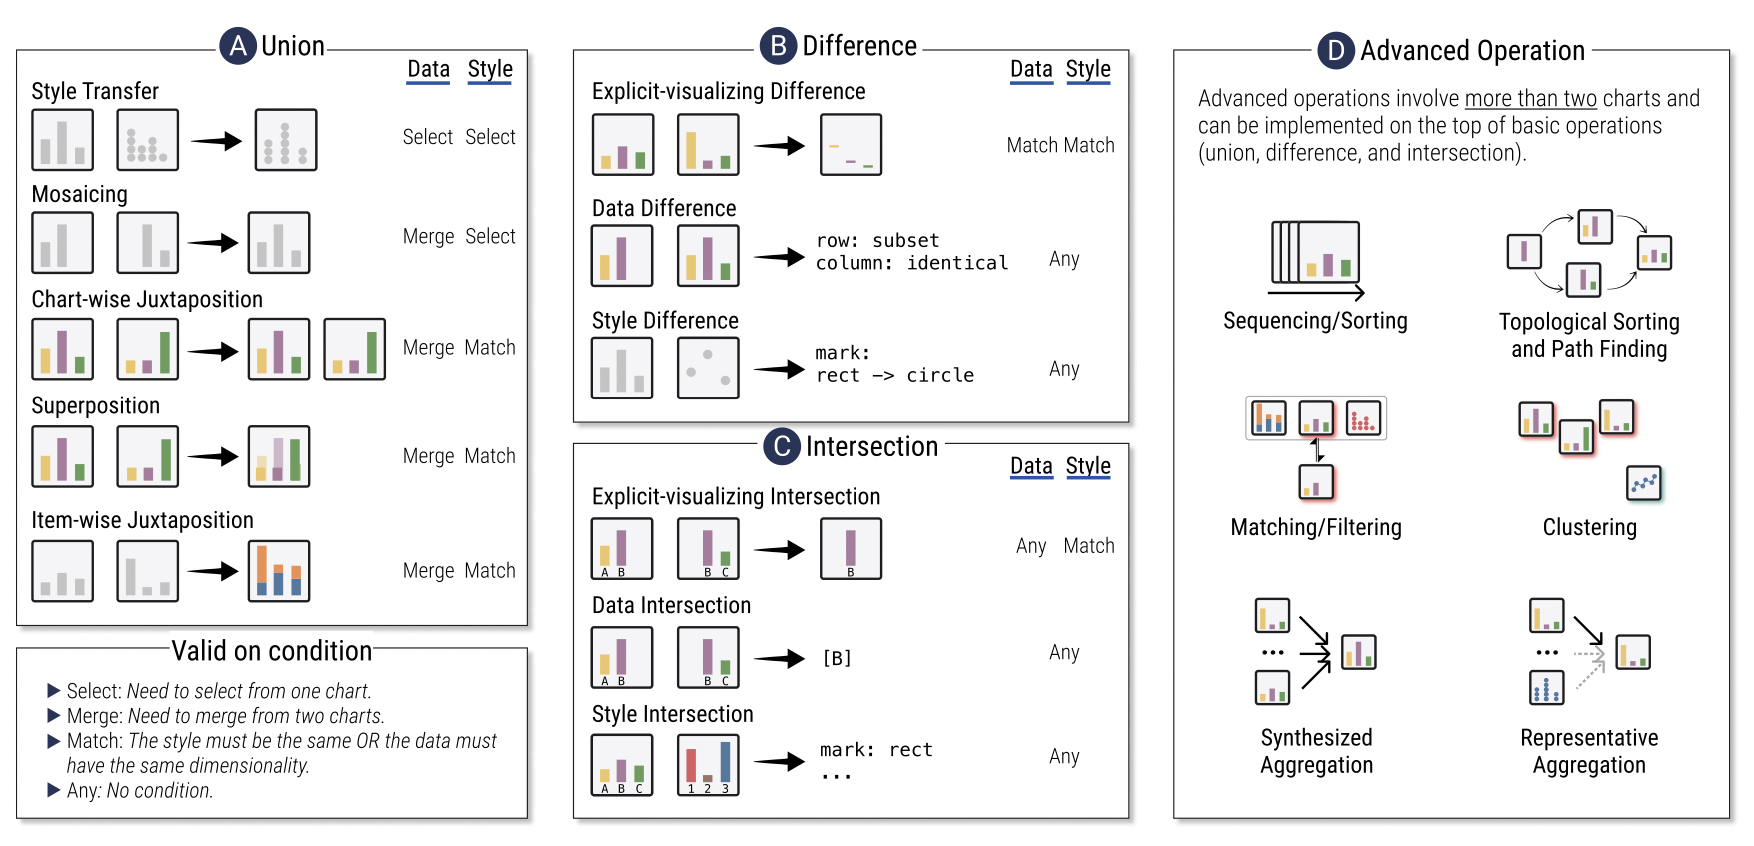 A Union
Data Style
Style Transfer
Select Select
Mosaicing
Merge Select
Chart-wise Juxtaposition
Merge Match
Superposition
Merge Match
Item-wise Juxtaposition
Merge Match
Valid on condition
Select: Need to select from one chart.
Merge: Need to merge from two charts.
Match: The style must be the same OR the data must
have the same dimensionality.
Any: No condition.
B Difference
Data Style
Explicit-visualizing Difference
Match Match
Data Difference
row: subset
column: identical
Any
Style Difference
mark:
rect —> circle
Any
C Intersection
Data Style
Explicit-visualizing Intersection
A B
B C
B
Any Match
Data Intersection
A B
B C
[B]
Any
Style Intersection
A B C
1 2 3
mark: rect
...
Any
D Advanced Operation
Advanced operations involve more than two charts and
can be implemented on the top of basic operations
(union, difference, and intersection).
Sequencing/Sorting
Topological Sorting
and Path Finding
Matching/Filtering
Clustering
...
Synthesized
Aggregation
...
Representative
Aggregation